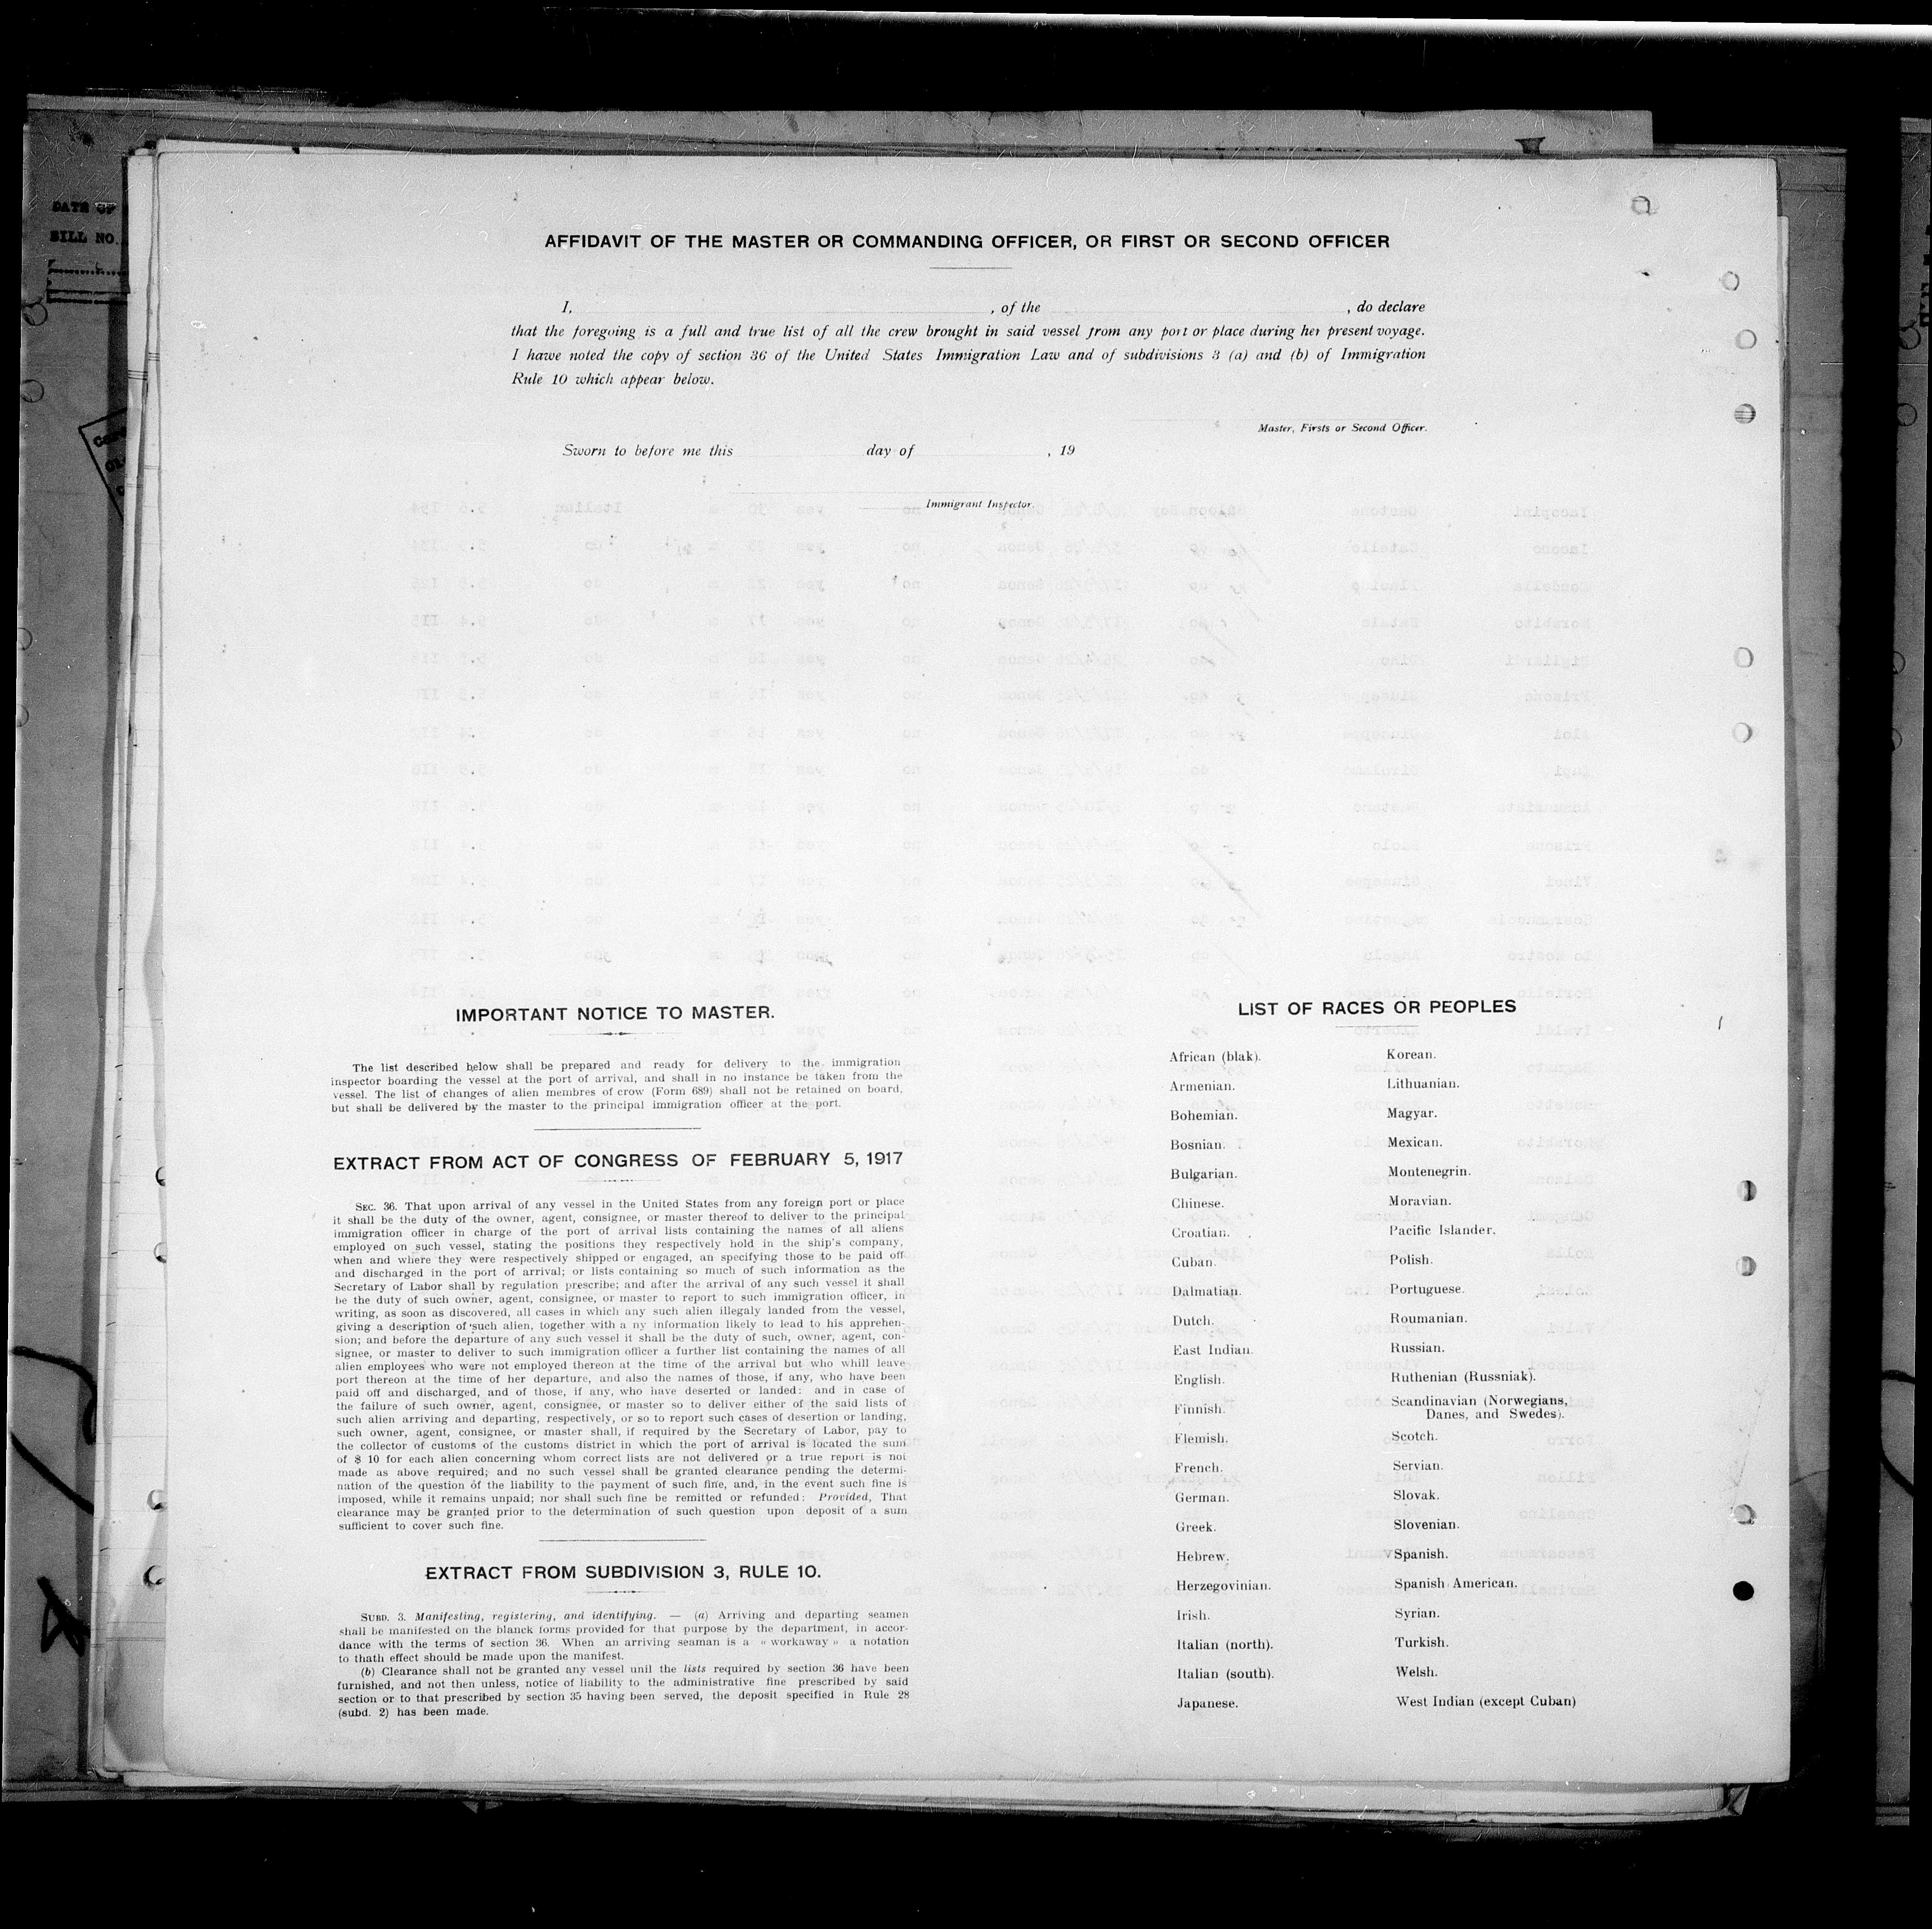 DATE OF
BILL NO.
AFFIDAVIT OF THE MASTER OR COMMANDING OFFICER, OR FIRST OR SECOND OFFICER
I, , of the , do declare
that the foregoing is a full and true list of all the crew brought in said vessel from any port or place during her present voyage.
I hawe noted the copy of section 36 of the United States Immigration Law and of subdivisions 3 (a) and (b) of Immigration
Rule 10 which appear below.
Master, Firsts or Second Officer.
Sworn to before me this day of , 19
Immigrant Inspector.
IMPORTANT NOTICE TO MASTER.
The list described below shall be prepared and ready for delivery to the immigration
inspector boarding the vessel at the port of arrival, and shall in no instance be taken from the
vessel. The list of changes of alien membres of crow (Form 689) shall not be retained on board,
but shall be delivered by the master to the principal immigration officer at the port.
EXTRACT FROM ACT OF CONGRESS OF FEBRUARY 5, 1917
SEC. 36. That upon arrival of any vessel in the United States from any foreign port or place
it shall be the duty of the owner, agent, consignee, or master thereof to deliver to the principal
immigration officer in charge of the port of arrival lists containing the names of all aliens
employed on such vessel, stating the positions they respectively hold in the ship's company,
when and where they were respectively shipped or engaged, an specifying those to be paid off
and discharged in the port of arrival; or lists containing so much of such information as the
Secretary of Labor shall by regulation prescribe; and after the arrival of any such vessel it shall
be the duty of such owner, agent, consignee, or master to report to such immigration officer, in
writing, as soon as discovered, all cases in which any such alien illegaly landed from the vessel,
giving a description of such alien, together with a ny information likely to lead to his apprehen-
sion; and before the departure of any such vessel it shall be the duty of such, owner, agent, con-
signee, or master to deliver to such immigration officer a further list containing the names of all
alien employees who were not employed thereon at the time of the arrival but who whill leave
port thereon at the time of her departure, and also the names of those, if any, who have been
paid off and discharged, and of those, if any, who have deserted or landed: and in case of
the failure of such owner, agent, consignee, or master so to deliver either of the said lists of
such alien arriving and departing, respectively, or so to report such cases of desertion or landing,
such owner, agent, consignee, or master shall, if required by the Secretary of Labor, pay to
the collector of customs of the customs district in which the port of arrival is located the sum
of $ 10 for each alien concerning whom correct lists are not delivered or a true report is not
made as above required; and no such vessel shall be granted clearance pending the determi-
nation of the question of the liability to the payment of such fine, and, in the event such fine is
imposed, while it remains unpaid; nor shall such fine be remitted or refunded: Provided, That
clearance may be granted prior to the determination of such question upon deposit of a sum
sufficient to cover such fine.
EXTRACT FROM SUBDIVISION 3, RULE 10.
SUBD. 3. Manifesting, registering, and identifying. — (a) Arriving and departing seamen
shall be manifested on the blanck forms provided for that purpose by the department, in accor-
dance with the terms of section 36. When an arriving seaman is a « workaway » a notation
to thath effect should be made upon the manifest.
(b) Clearance shall not be granted any vessel unil the lists required by section 36 have been
furnished, and not then unless, notice of liability to the administrative fine prescribed by said
section or to that prescribed by section 35 having been served, the deposit specified in Rule 28
(subd. 2) has been made.
LIST OF RACES OR PEOPLES
African (blak).
Armenian.
Bohemian.
Bosnian.
Bulgarian.
Chinese.
Croatian.
Cuban.
Dalmatian.
Dutch.
East Indian.
English.
Finnish.
Flemish.
French.
German.
Greek.
Hebrew.
Herzegovinian.
Irish.
Italian (north).
Italian (south).
Japanese.
Korean.
Lithuanian.
Magyar.
Mexican.
Montenegrin.
Moravian.
Pacific Islander.
Polish.
Portuguese.
Roumanian.
Russian.
Ruthenian (Russniak).
Scandinavian (Norwegians,
Danes, and Swedes).
Scotch.
Servian.
Slovak.
Slovenian.
Spanish.
Spanish American.
Syrian.
Turkish.
Welsh.
West Indian (except Cuban)